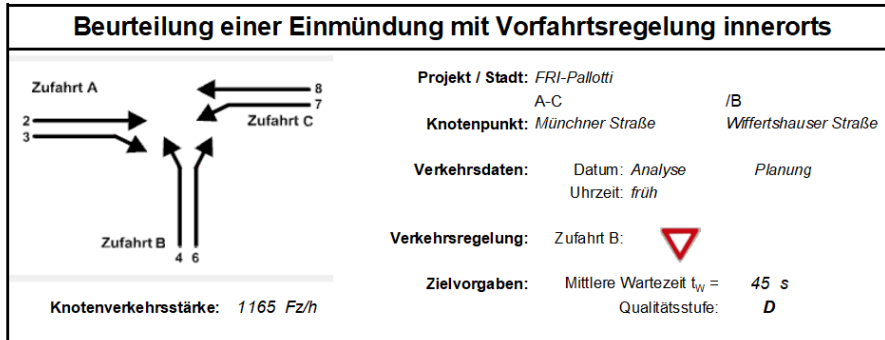 Beurteilung einer Einmündung mit Vorfahrtsregelung innerorts
Zufahrt A
8
7
Zufahrt C
2
3
Zufahrt B
4 6
Knotenverkehrsstärke: 1165 Fz/h
Projekt / Stadt: FRI-Pallotti
A-C /B
Knotenpunkt: Münchner Straße Wiffertshauser Straße
Verkehrsdaten: Datum: Analyse Planung
Uhrzeit: früh
Verkehrsregelung: Zufahrt B:
Zielvorgaben: Mittlere Wartezeit tW = 45 s
Qualitätsstufe: D